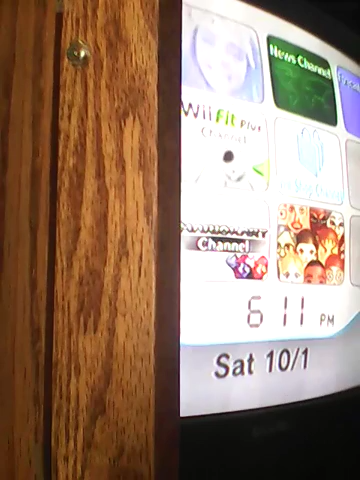 News Channel
Wii Fit Plus
Channel
Channel
6 11 PM
Sat 10/1